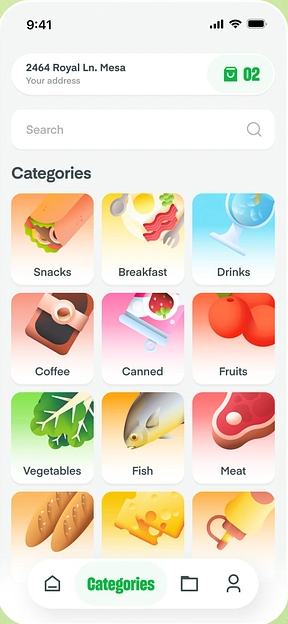 9:41
2464 Royal Ln. Mesa
Your address
02
Search
Categories
Snacks
Breakfast
Drinks
Coffee
Canned
Fruits
Vegetables
Fish
Meat
Categories